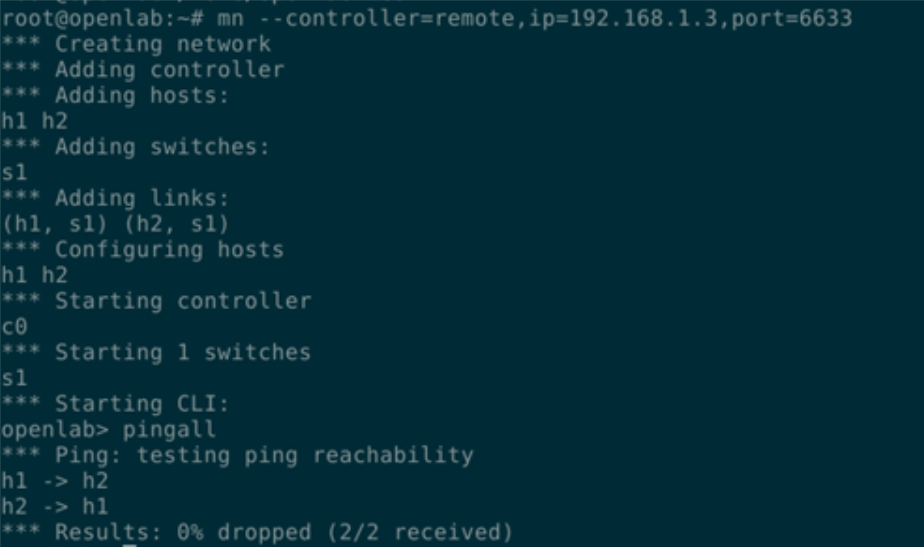 root@openlab:~# mn --controller=remote,ip=192.168.1.3,port=6633
*** Creating network
*** Adding controller
*** Adding hosts:
h1 h2
*** Adding switches:
s1
*** Adding links:
(h1, s1) (h2, s1)
*** Configuring hosts
h1 h2
*** Starting controller
c0
*** Starting 1 switches
s1
*** Starting CLI:
openlab> pingall
*** Ping: testing ping reachability
h1 -> h2
h2 -> h1
*** Results: 0% dropped (2/2 received)